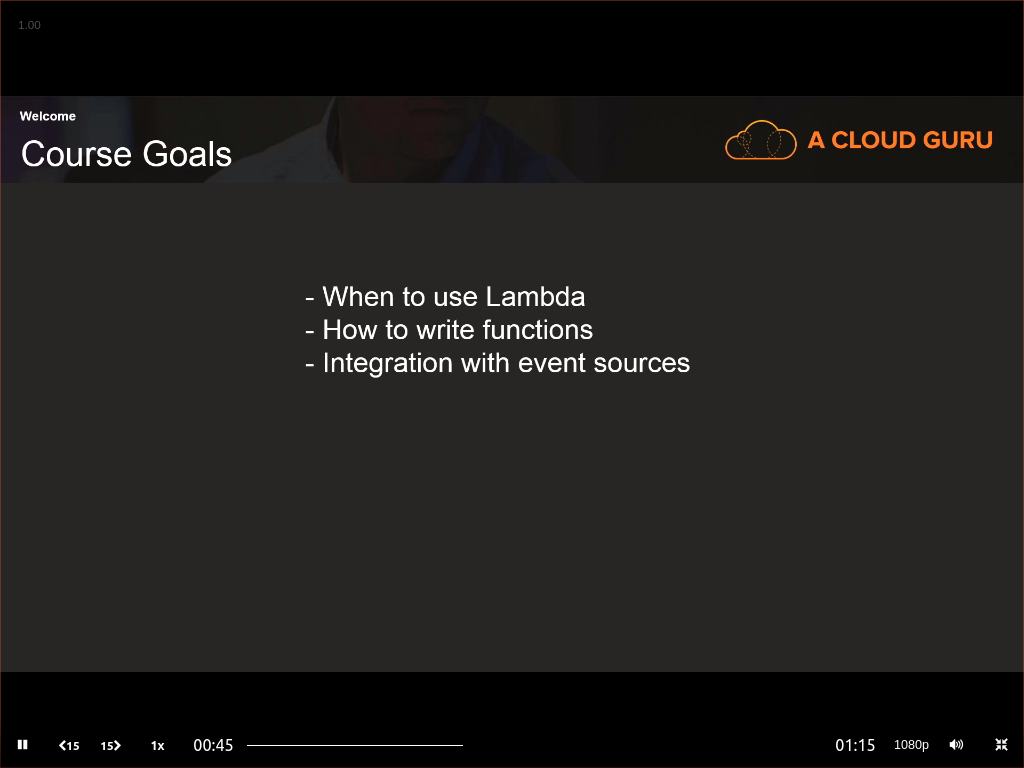 1.00
Welcome
Course Goals
A CLOUD GURU
- When to use Lambda
- How to write functions
- Integration with event sources
15 15 1x 00:45 01:15 1080p